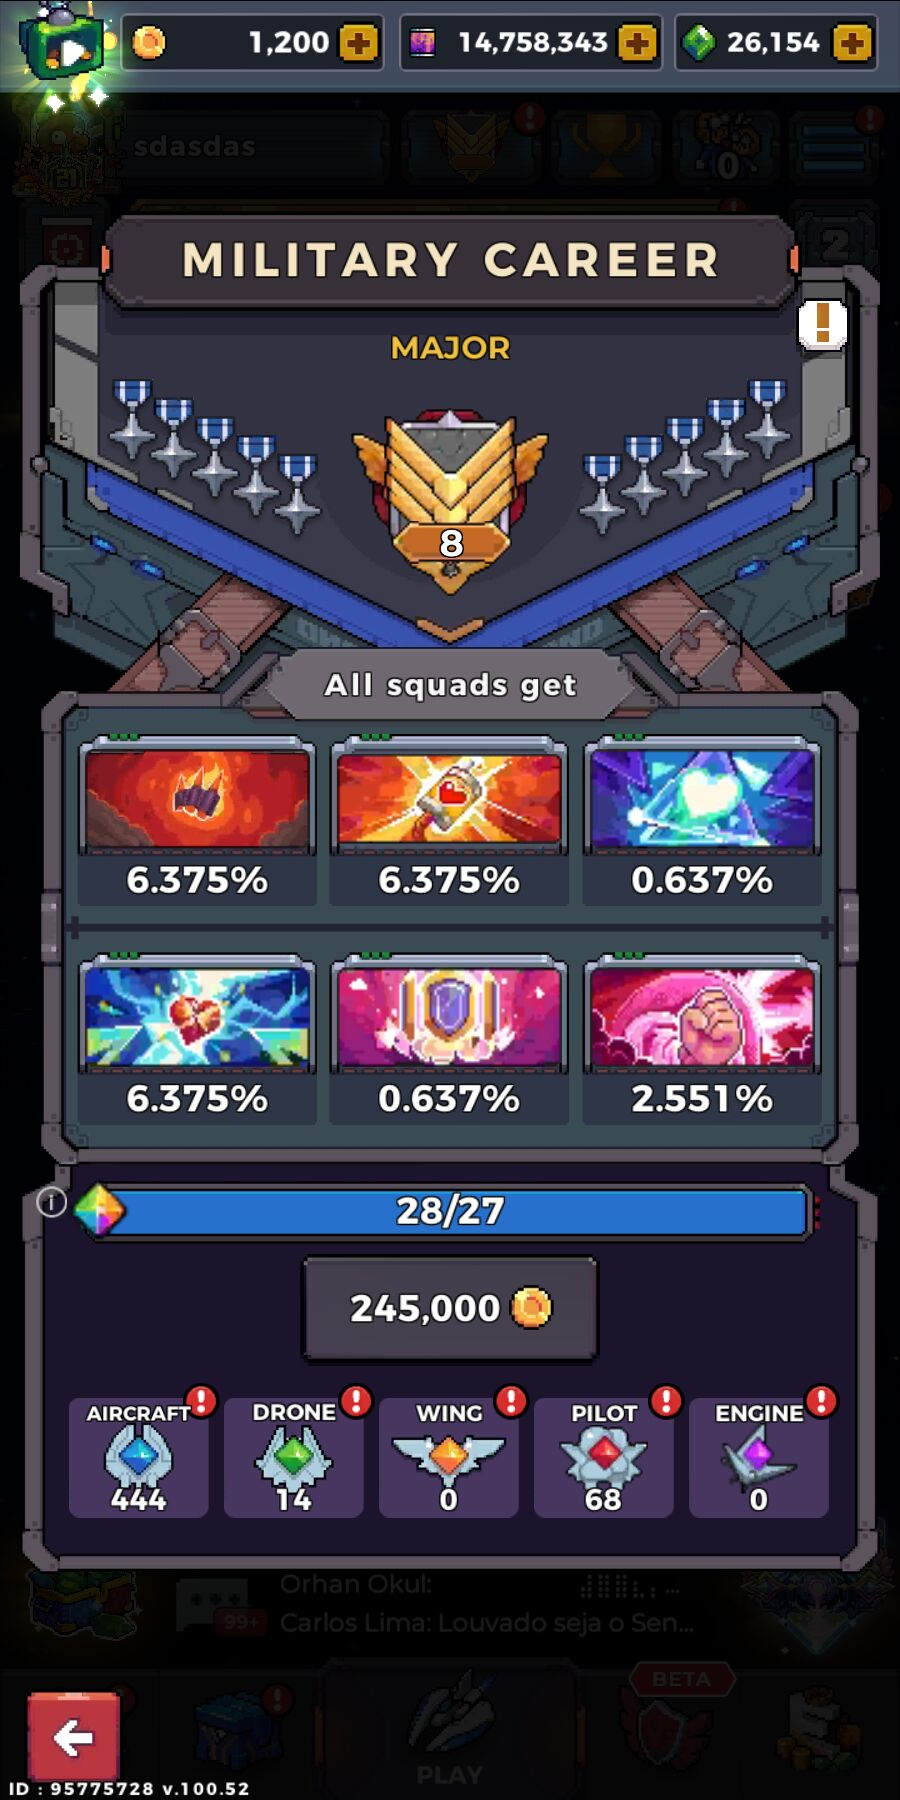 1,200
14,758,343
26,154
sdasdas
21
0
2
MILITARY CAREER
MAJOR
8
All squads get
6.375%
6.375%
0.637%
6.375%
0.637%
2.551%
28/27
245,000
AIRCRAFT
DRONE
WING
PILOT
ENGINE
444
14
0
68
0
Orhan Okul:
99+
Carlos Lima: Louvado seja o Sen...
BETA
PLAY
ID : 95775728 v.100.52